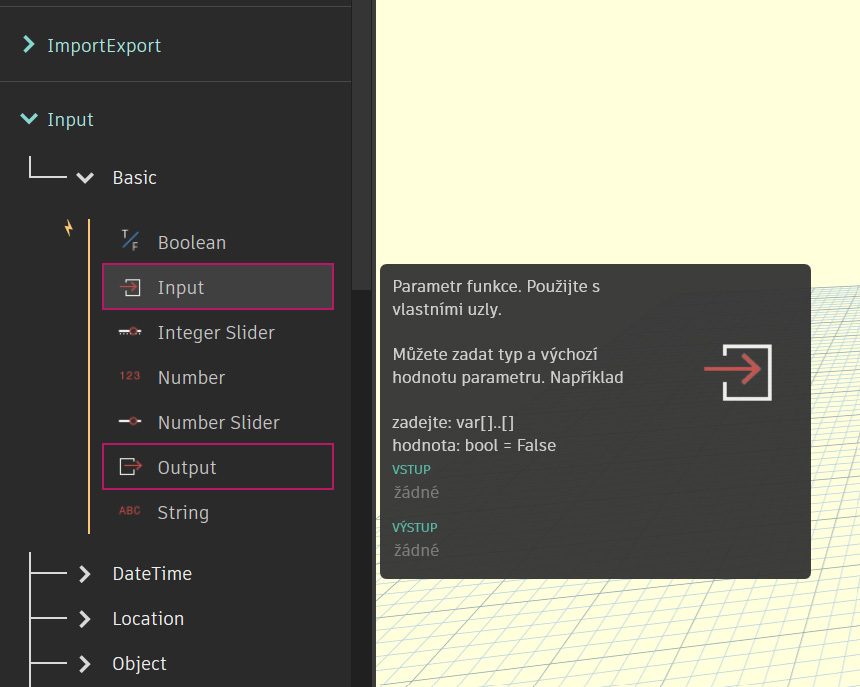 ImportExport
Input
Basic
T/F
Boolean
Input
Integer Slider
123
Number
Number Slider
Output
ABC
String
DateTime
Location
Object
Parametr funkce. Použijte s
vlastními uzly.
Můžete zadat typ a výchozí
hodnotu parametru. Například
zadejte: var[]..[]
hodnota: bool = False
VSTUP
žádné
VÝSTUP
žádné